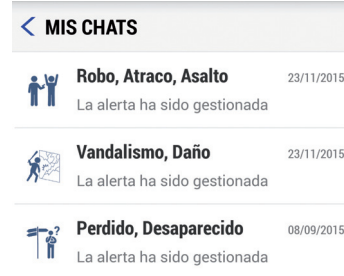 MIS CHATS
Robo, Atraco, Asalto 23/11/2015
La alerta ha sido gestionada
Vandalismo, Daño 23/11/2015
La alerta ha sido gestionada
Perdido, Desaparecido 08/09/2015
La alerta ha sido gestionada